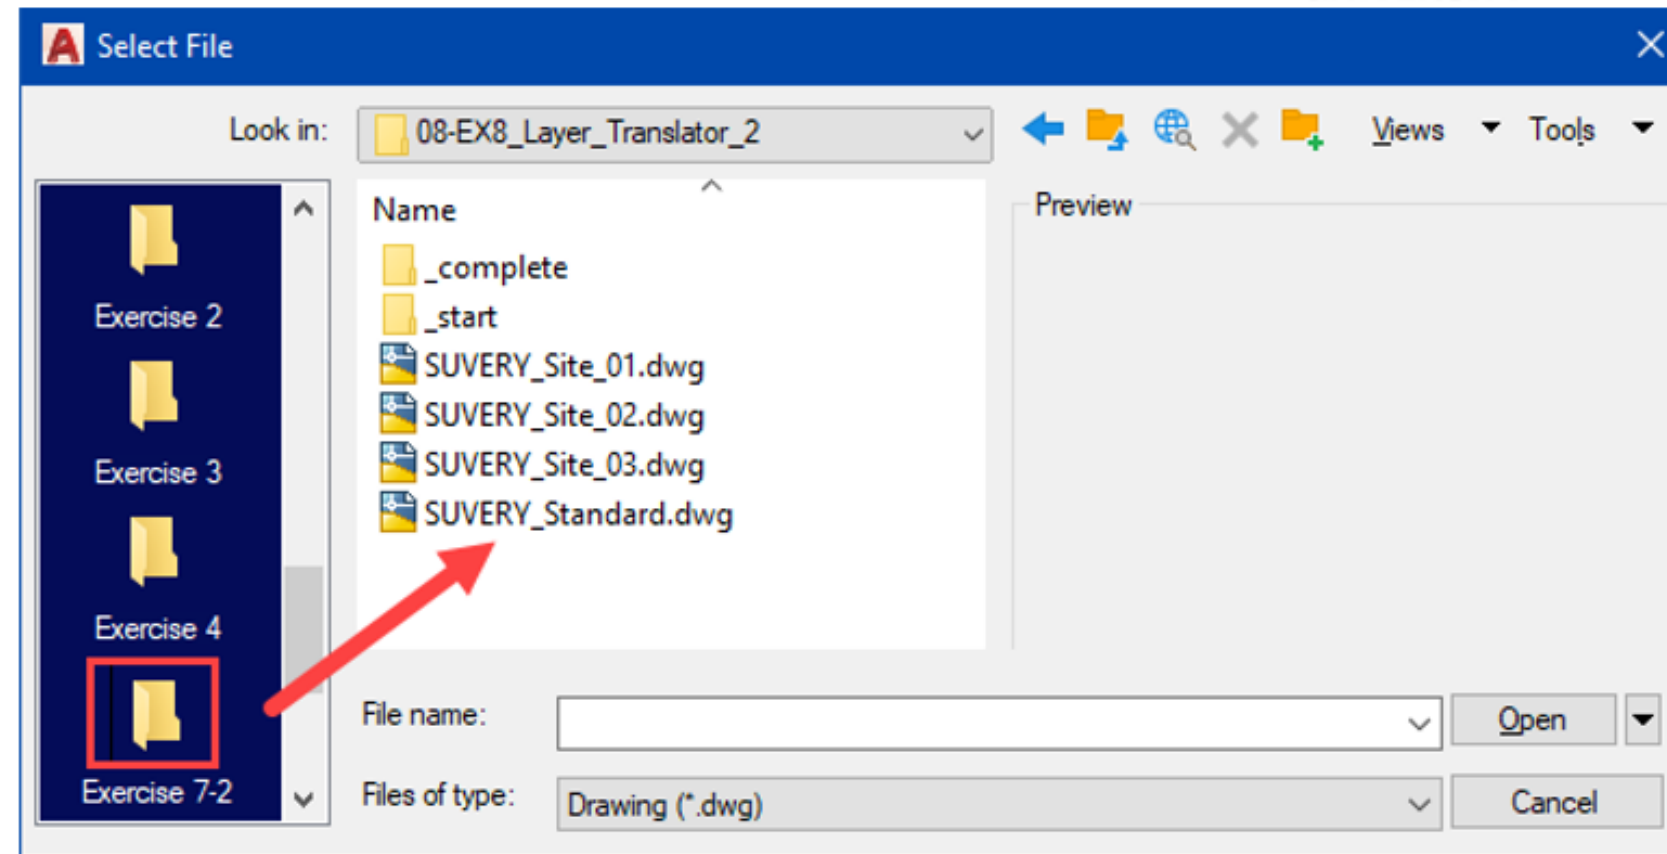 Select File
Look in:
08-EX8_Layer_Translator_2
Views
Tools
Exercise 2
Exercise 3
Exercise 4
Exercise 7-2
Name
_complete
_start
SUVERY_Site_01.dwg
SUVERY_Site_02.dwg
SUVERY_Site_03.dwg
SUVERY_Standard.dwg
Preview
File name:
Open
Files of type:
Drawing (*.dwg)
Cancel